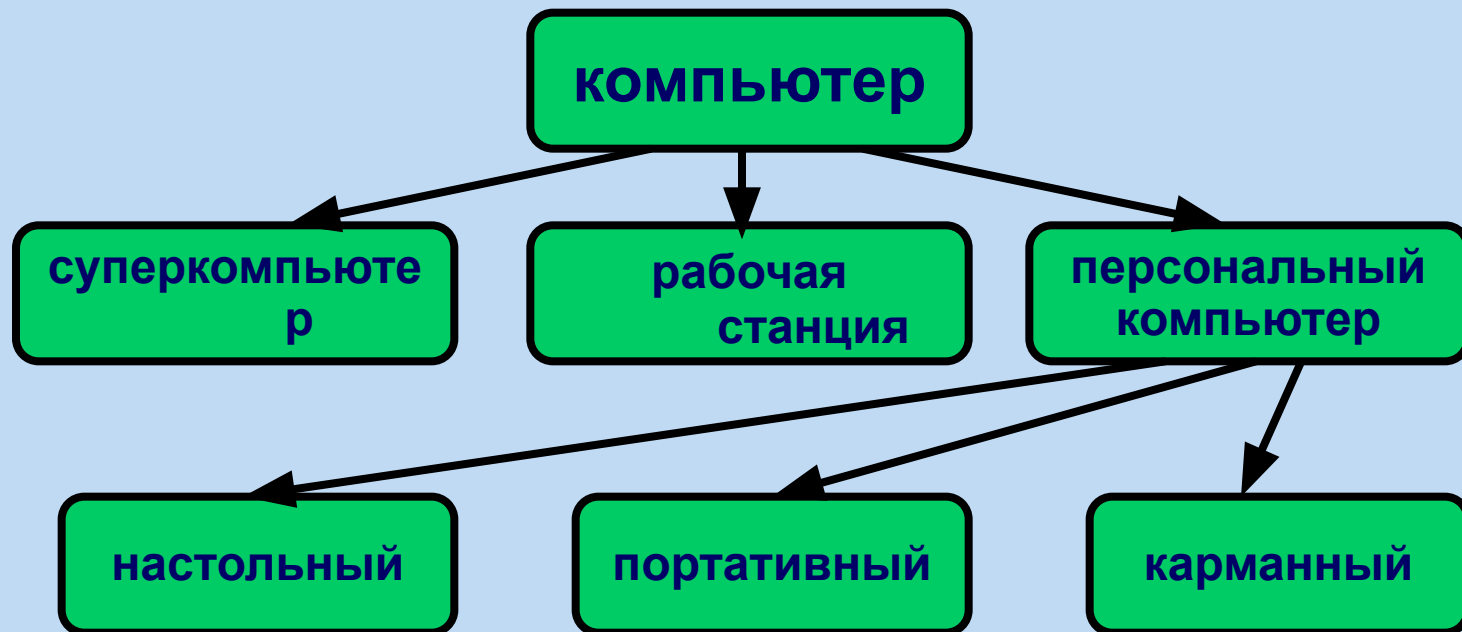 компьютер
суперкомпьюте
р
рабочая
станция
персональный
компьютер
настольный
портативный
карманный